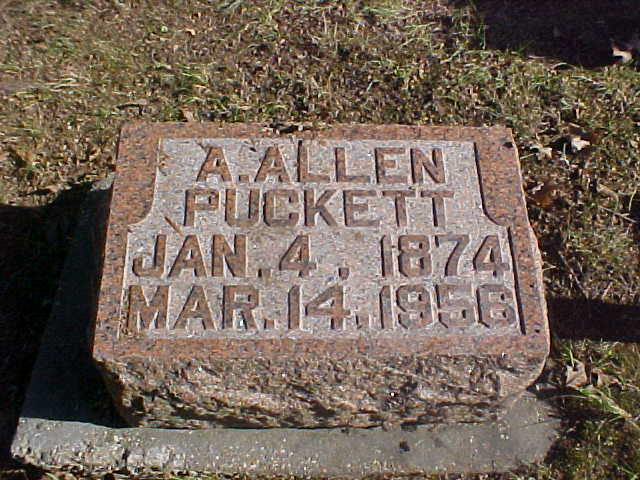 A. ALLEN
PUCKETT
JAN. 4, 1874
MAR. 14, 1956